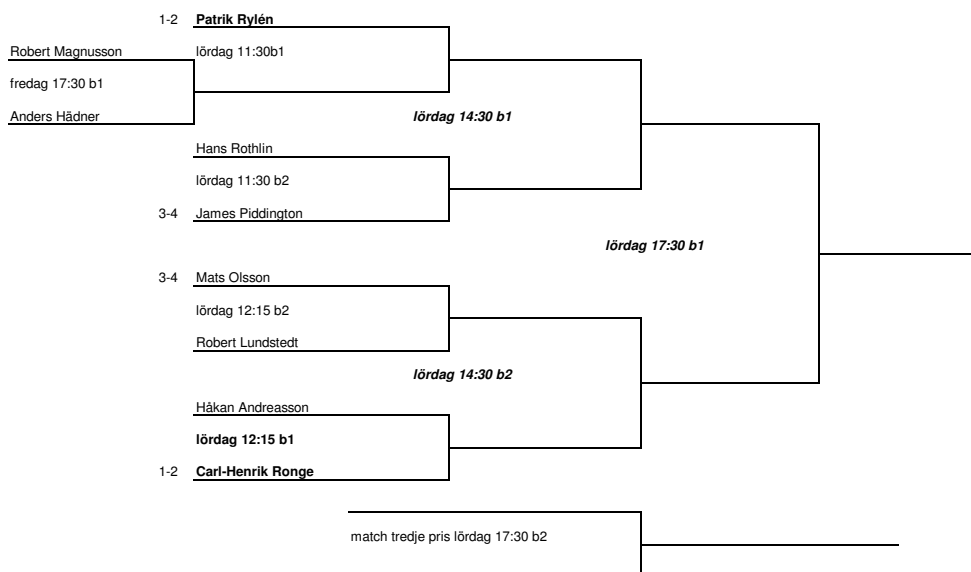 1-2 Patrik Rylén
Robert Magnusson lördag 11:30b1
fredag 17:30 b1
Anders Hädner lördag 14:30 b1
Hans Rothlin
lördag 11:30 b2
3-4 James Piddington
lördag 17:30 b1
3-4 Mats Olsson
lördag 12:15 b2
Robert Lundstedt
lördag 14:30 b2
Håkan Andreasson
lördag 12:15 b1
1-2 Carl-Henrik Ronge
match tredje pris lördag 17:30 b2